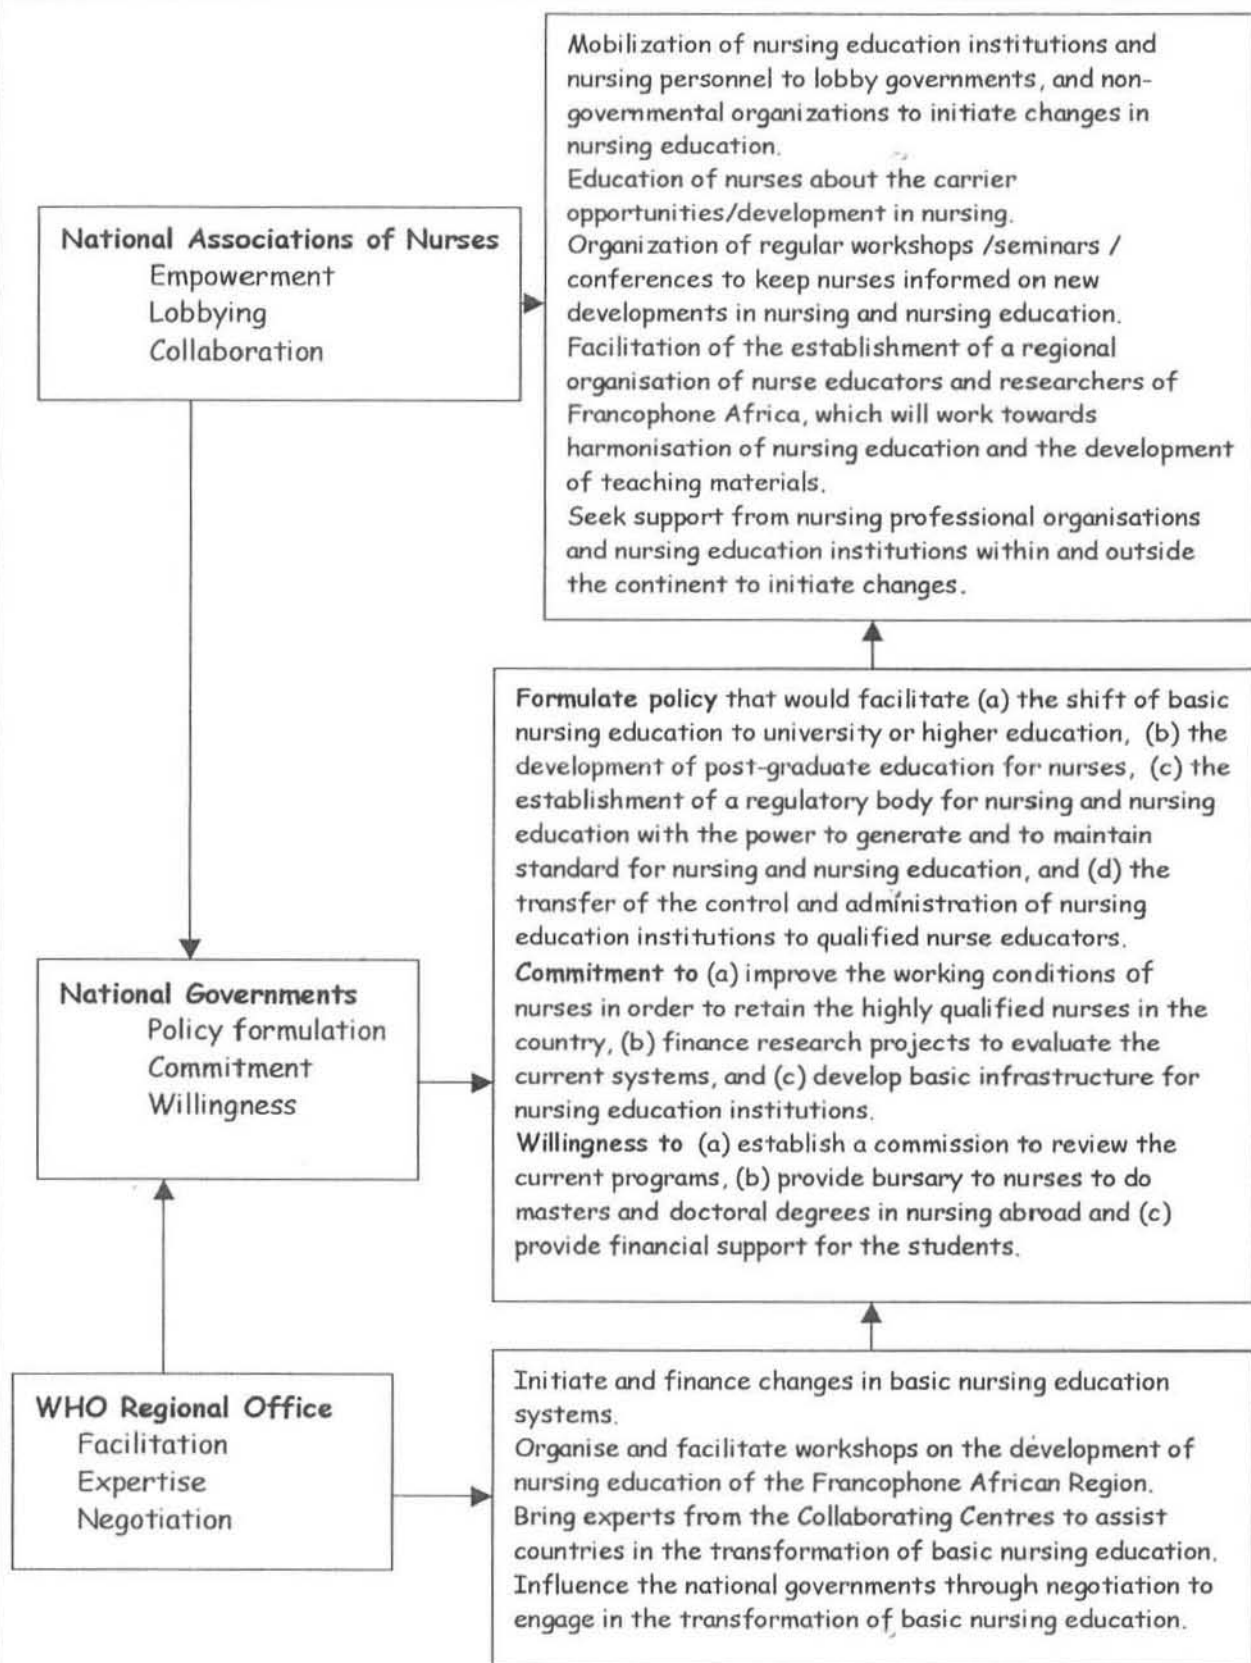 Mobilization of nursing education institutions and
nursing personnel to lobby governments, and non-
governmental organizations to initiate changes in
nursing education.
Education of nurses about the carrier
opportunities/development in nursing.
Organization of regular workshops /seminars /
conferences to keep nurses informed on new
developments in nursing and nursing education.
Facilitation of the establishment of a regional
organisation of nurse educators and researchers of
Francophone Africa, which will work towards
harmonisation of nursing education and the development
of teaching materials.
Seek support from nursing professional organisations
and nursing education institutions within and outside
the continent to initiate changes.
National Associations of Nurses
Empowerment
Lobbying
Collaboration
Formulate policy that would facilitate (a) the shift of basic
nursing education to university or higher education, (b) the
development of post-graduate education for nurses, (c) the
establishment of a regulatory body for nursing and nursing
education with the power to generate and to maintain
standard for nursing and nursing education, and (d) the
transfer of the control and administration of nursing
education institutions to qualified nurse educators.
Commitment to (a) improve the working conditions of
nurses in order to retain the highly qualified nurses in the
country, (b) finance research projects to evaluate the
current systems, and (c) develop basic infrastructure for
nursing education institutions.
Willingness to (a) establish a commission to review the
current programs, (b) provide bursary to nurses to do
masters and doctoral degrees in nursing abroad and (c)
provide financial support for the students.
National Governments
Policy formulation
Commitment
Willingness
WHO Regional Office
Facilitation
Expertise
Negotiation
Initiate and finance changes in basic nursing education
systems.
Organise and facilitate workshops on the development of
nursing education of the Francophone African Region.
Bring experts from the Collaborating Centres to assist
countries in the transformation of basic nursing education.
Influence the national governments through negotiation to
engage in the transformation of basic nursing education.